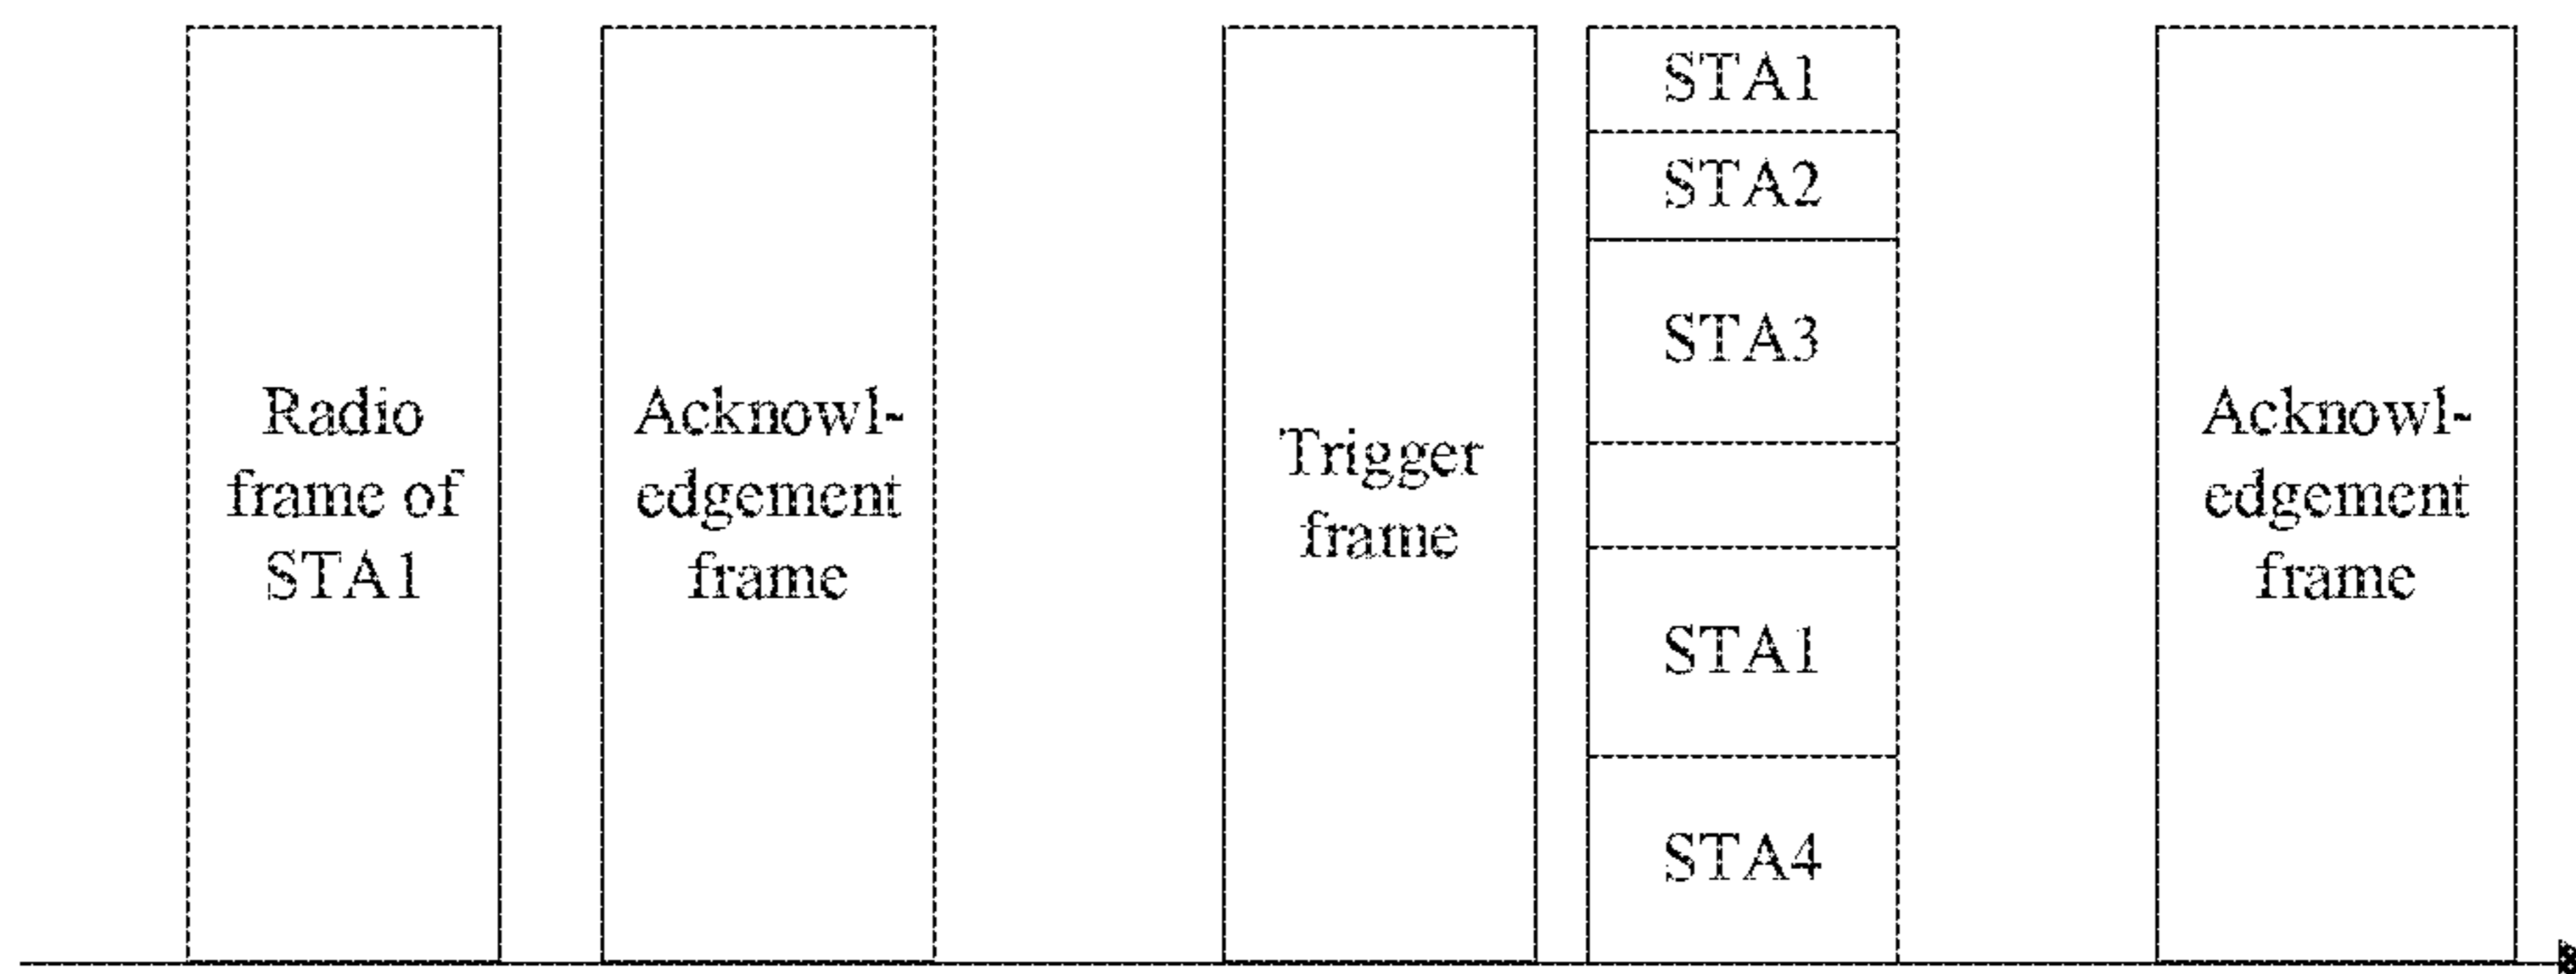 Radio
frame of
STA1
Acknowl-
edgement
frame
Trigger
frame
STA1
STA2
STA3
STA1
STA4
Acknowl-
edgement
frame